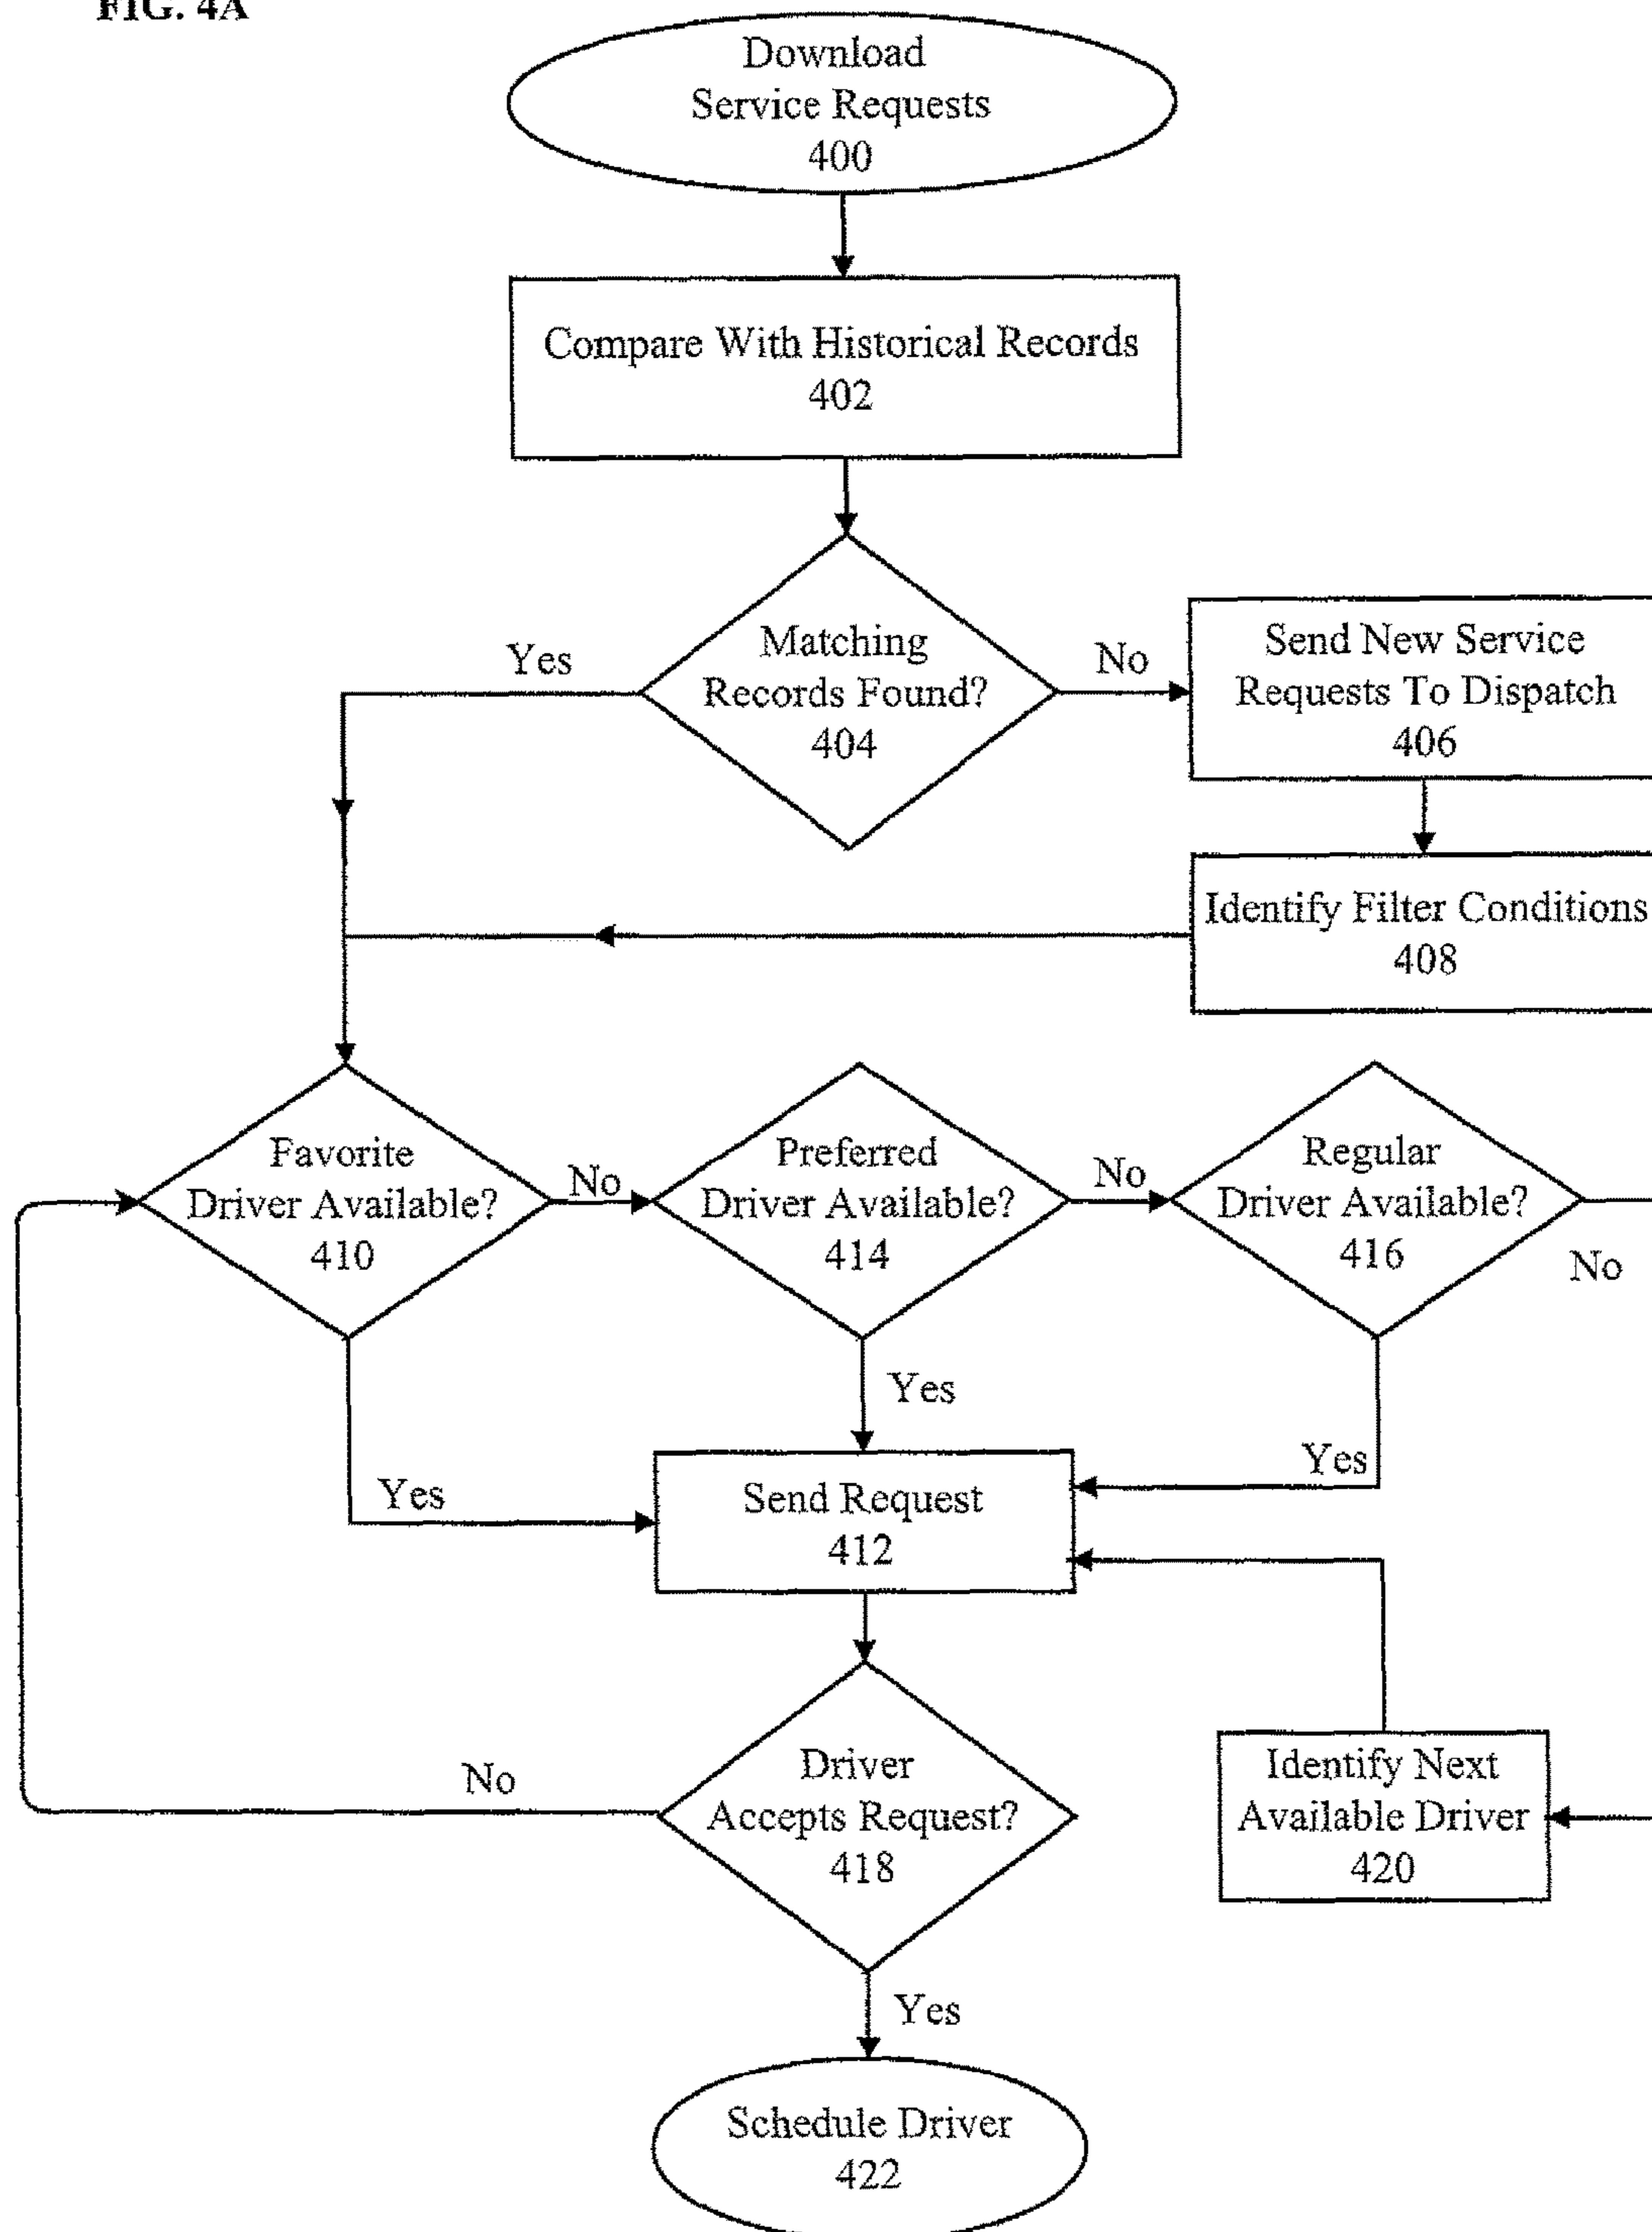 FIG. 4A
Download
Service Requests
400
Compare With Historical Records
402
Yes
Matching
Records Found?
404
No
Send New Service
Requests To Dispatch
406
Identify Filter Conditions
408
Favorite
Driver Available?
410
No
Preferred
Driver Available?
414
No
Regular
Driver Available?
416
No
Yes
Yes
Yes
Send Request
412
No
Driver
Accepts Request?
418
Identify Next
Available Driver
420
Yes
Schedule Driver
422